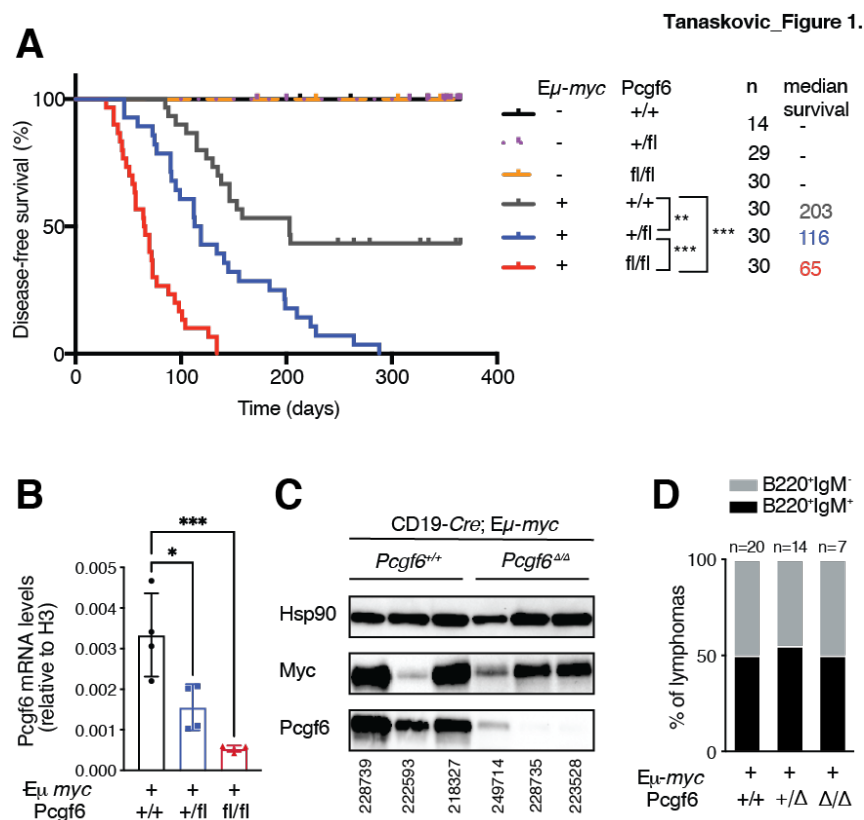 Tanaskovic_Figure 1.
A
Disease-free survival (%)
100
50
0
0 100 200 300 400
Time (days)
Eμ-myc Pcgf6 n median survival
- +/+ 14 -
- +/fl 29 -
- fl/fl 30 -
+ +/+ 30 203
+ +/fl 30 116
+ fl/fl 30 65
**
***
***
B
***
*
Pcgf6 mRNA levels
(relative to H3)
0.005
0.004
0.003
0.002
0.001
0.000
Eμ myc + + +
Pcgf6 +/+ +/fl fl/fl
C
CD19-Cre; Eμ-myc
Pcgf6+/+ Pcgf6Δ/Δ
Hsp90
Myc
Pcgf6
228739 222593 218327 249714 228735 223528
D
B220+IgM-
B220+IgM+
n=20 n=14 n=7
% of lymphomas
100
50
0
Eμ-myc + + +
Pcgf6 +/+ +/Δ Δ/Δ